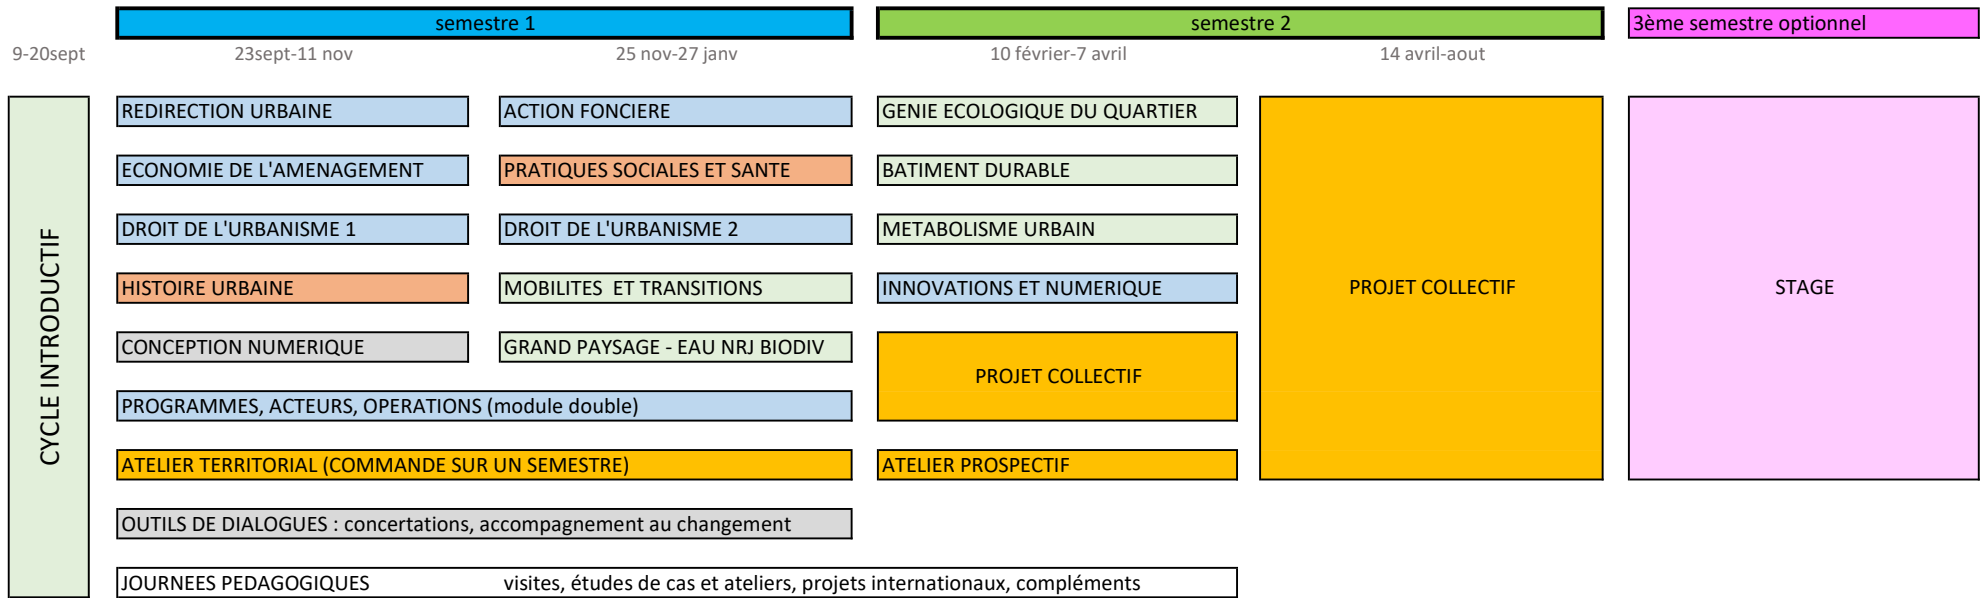 semestre 1
semestre 2
3ème semestre optionnel
9-20sept
23sept-11 nov
25 nov-27 janv
10 février-7 avril
14 avril-aout
CYCLE INTRODUCTIF
REDIRECTION URBAINE
ACTION FONCIERE
GENIE ECOLOGIQUE DU QUARTIER
ECONOMIE DE L'AMENAGEMENT
PRATIQUES SOCIALES ET SANTE
BATIMENT DURABLE
DROIT DE L'URBANISME 1
DROIT DE L'URBANISME 2
METABOLISME URBAIN
HISTOIRE URBAINE
MOBILITES  ET TRANSITIONS
INNOVATIONS ET NUMERIQUE
PROJET COLLECTIF
STAGE
CONCEPTION NUMERIQUE
GRAND PAYSAGE - EAU NRJ BIODIV
PROJET COLLECTIF
PROGRAMMES, ACTEURS, OPERATIONS (module double)
ATELIER TERRITORIAL (COMMANDE SUR UN SEMESTRE)
ATELIER PROSPECTIF
OUTILS DE DIALOGUES : concertations, accompagnement au changement
JOURNEES PEDAGOGIQUES
visites, études de cas et ateliers, projets internationaux, compléments